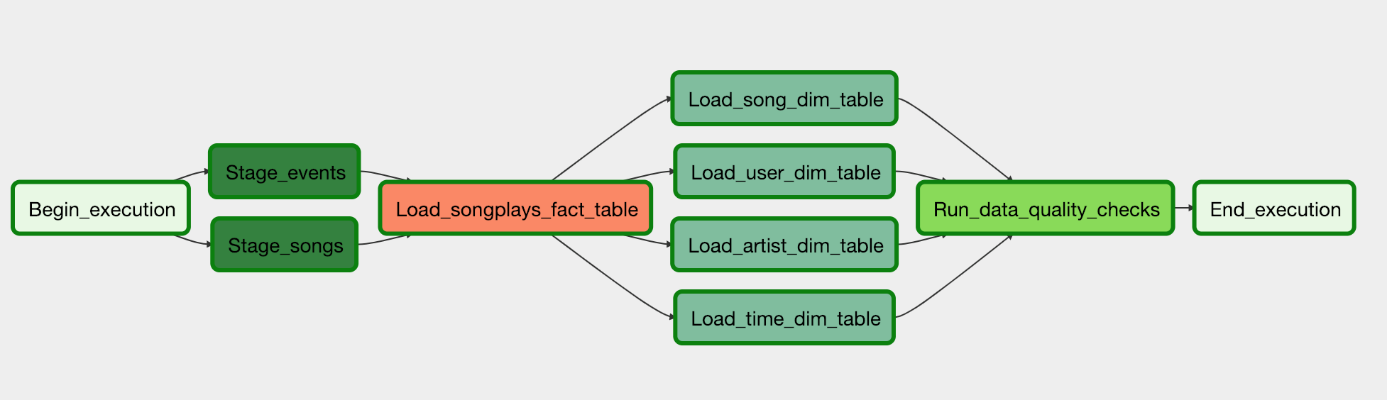 Begin_execution
Stage_events
Stage_songs
Load_songplays_fact_table
Load_song_dim_table
Load_user_dim_table
Load_artist_dim_table
Load_time_dim_table
Run_data_quality_checks
End_execution